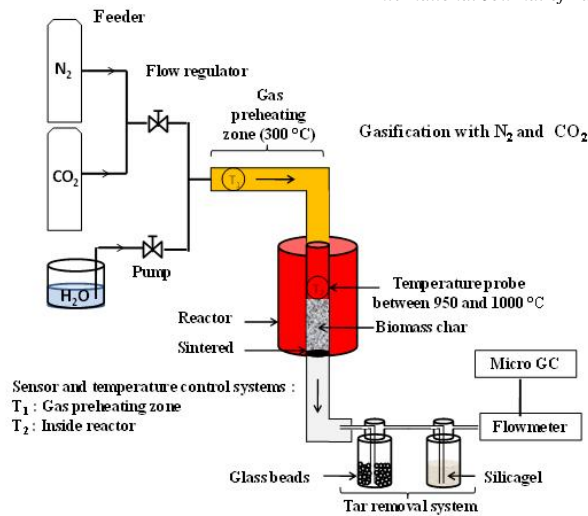 Feeder
N2
Flow regulator
Gas
preheating
zone (300 °C)
Gasification with N2 and CO2
CO2
T1
H2O
Pump
Temperature probe
between 950 and 1000 °C
Reactor
Biomass char
Sintered
Micro GC
Sensor and temperature control systems :
T1 : Gas preheating zone
T2 : Inside reactor
Flowmeter
Glass beads
Silicagel
Tar removal system